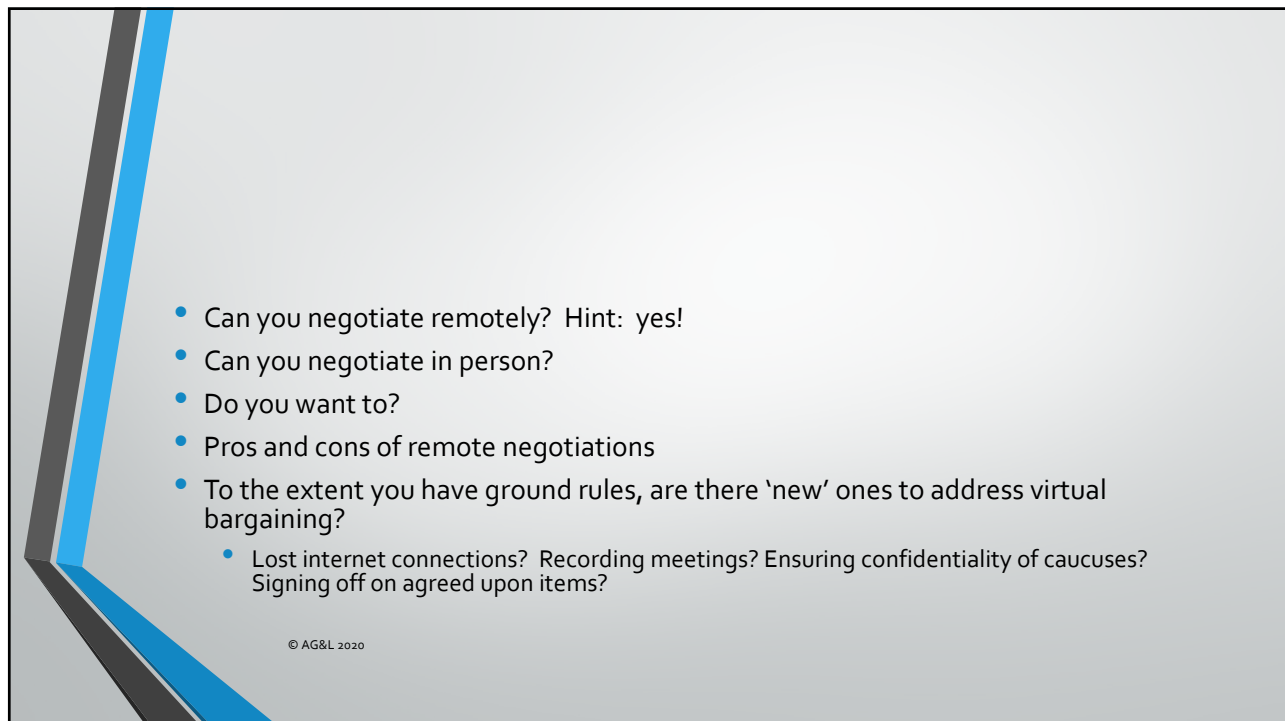 • Can you negotiate remotely?  Hint:  yes!
• Can you negotiate in person?
• Do you want to?
• Pros and cons of remote negotiations
• To the extent you have ground rules, are there ‘new’ ones to address virtual
bargaining?
• Lost internet connections?  Recording meetings? Ensuring confidentiality of caucuses?
Signing off on agreed upon items?
© AG&L 2020